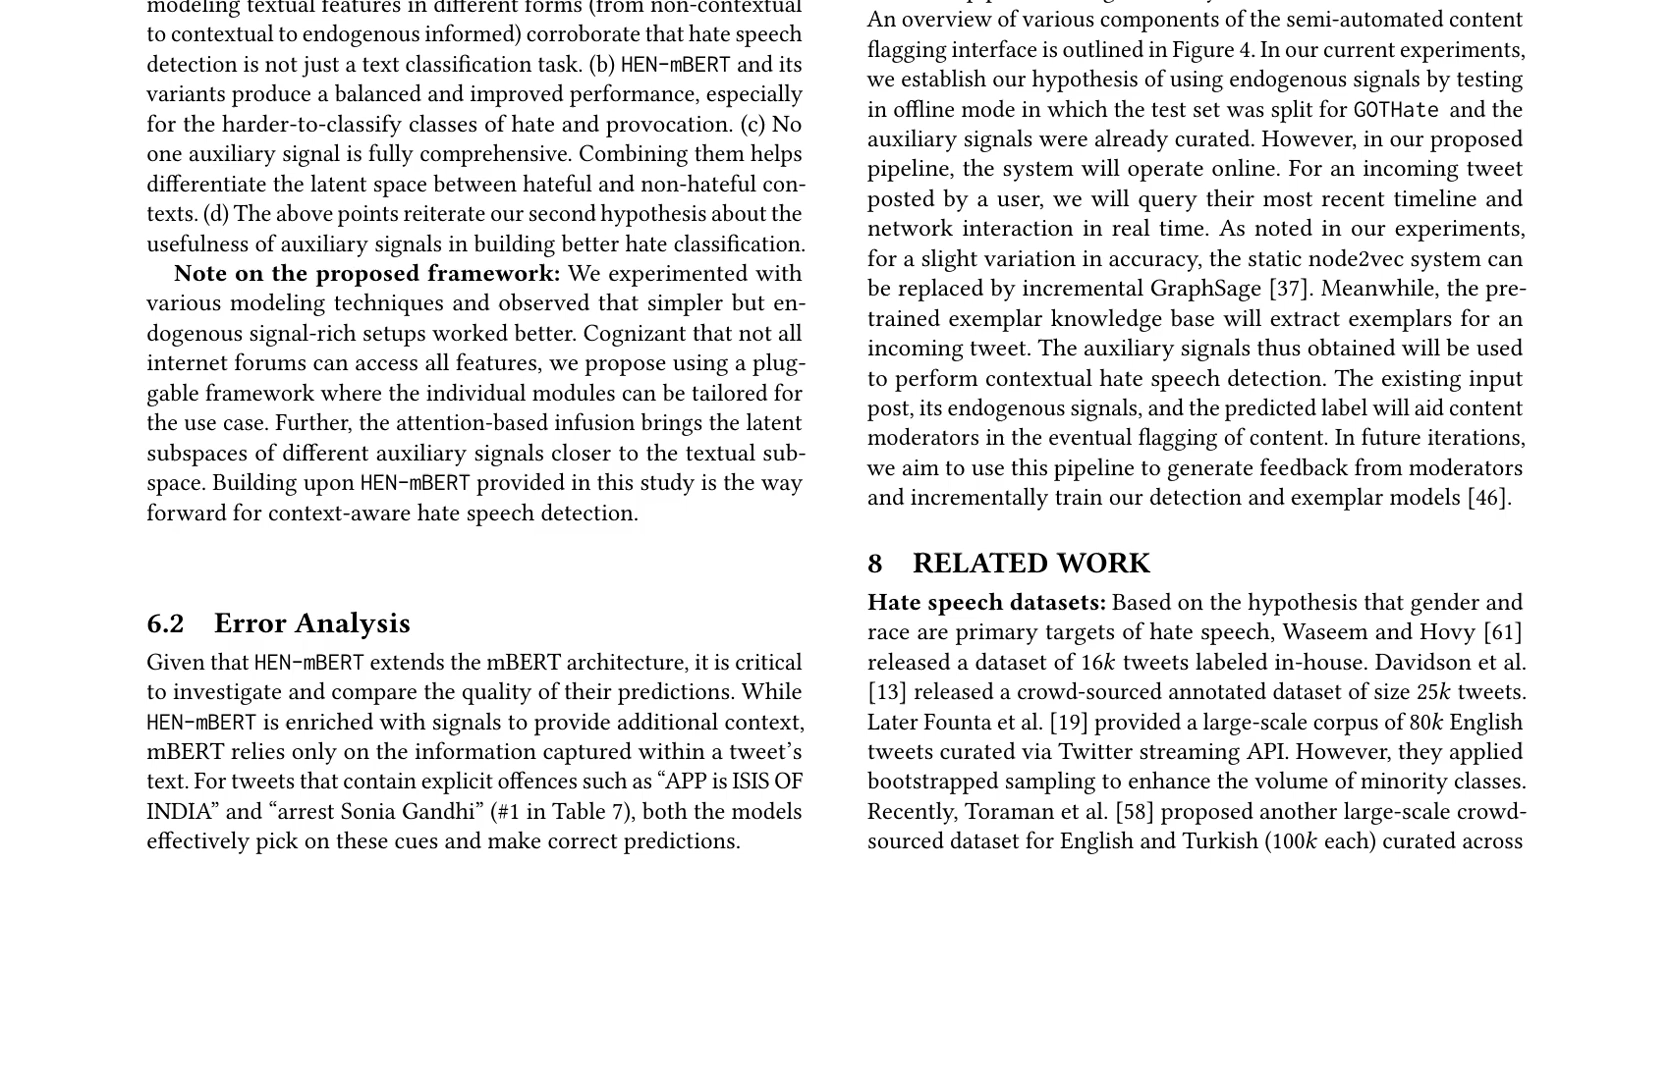 modeling textual features in different forms (from non-contextual
to contextual to endogenous informed) corroborate that hate speech
detection is not just a text classification task. (b) HEN-mBERT and its
variants produce a balanced and improved performance, especially
for the harder-to-classify classes of hate and provocation. (c) No
one auxiliary signal is fully comprehensive. Combining them helps
differentiate the latent space between hateful and non-hateful con-
texts. (d) The above points reiterate our second hypothesis about the
usefulness of auxiliary signals in building better hate classification.
Note on the proposed framework: We experimented with
various modeling techniques and observed that simpler but en-
dogenous signal-rich setups worked better. Cognizant that not all
internet forums can access all features, we propose using a plug-
gable framework where the individual modules can be tailored for
the use case. Further, the attention-based infusion brings the latent
subspaces of different auxiliary signals closer to the textual sub-
space. Building upon HEN-mBERT provided in this study is the way
forward for context-aware hate speech detection.
6.2 Error Analysis
Given that HEN-mBERT extends the mBERT architecture, it is critical
to investigate and compare the quality of their predictions. While
HEN-mBERT is enriched with signals to provide additional context,
mBERT relies only on the information captured within a tweet's
text. For tweets that contain explicit offences such as “APP is ISIS OF
INDIA” and “arrest Sonia Gandhi” (#1 in Table 7), both the models
effectively pick on these cues and make correct predictions.
An overview of various components of the semi-automated content
flagging interface is outlined in Figure 4. In our current experiments,
we establish our hypothesis of using endogenous signals by testing
in offline mode in which the test set was split for GOTHate and the
auxiliary signals were already curated. However, in our proposed
pipeline, the system will operate online. For an incoming tweet
posted by a user, we will query their most recent timeline and
network interaction in real time. As noted in our experiments,
for a slight variation in accuracy, the static node2vec system can
be replaced by incremental GraphSage [37]. Meanwhile, the pre-
trained exemplar knowledge base will extract exemplars for an
incoming tweet. The auxiliary signals thus obtained will be used
to perform contextual hate speech detection. The existing input
post, its endogenous signals, and the predicted label will aid content
moderators in the eventual flagging of content. In future iterations,
we aim to use this pipeline to generate feedback from moderators
and incrementally train our detection and exemplar models [46].
8 RELATED WORK
Hate speech datasets: Based on the hypothesis that gender and
race are primary targets of hate speech, Waseem and Hovy [61]
released a dataset of 16k tweets labeled in-house. Davidson et al.
[13] released a crowd-sourced annotated dataset of size 25k tweets.
Later Founta et al. [19] provided a large-scale corpus of 80k English
tweets curated via Twitter streaming API. However, they applied
bootstrapped sampling to enhance the volume of minority classes.
Recently, Toraman et al. [58] proposed another large-scale crowd-
sourced dataset for English and Turkish (100k each) curated across